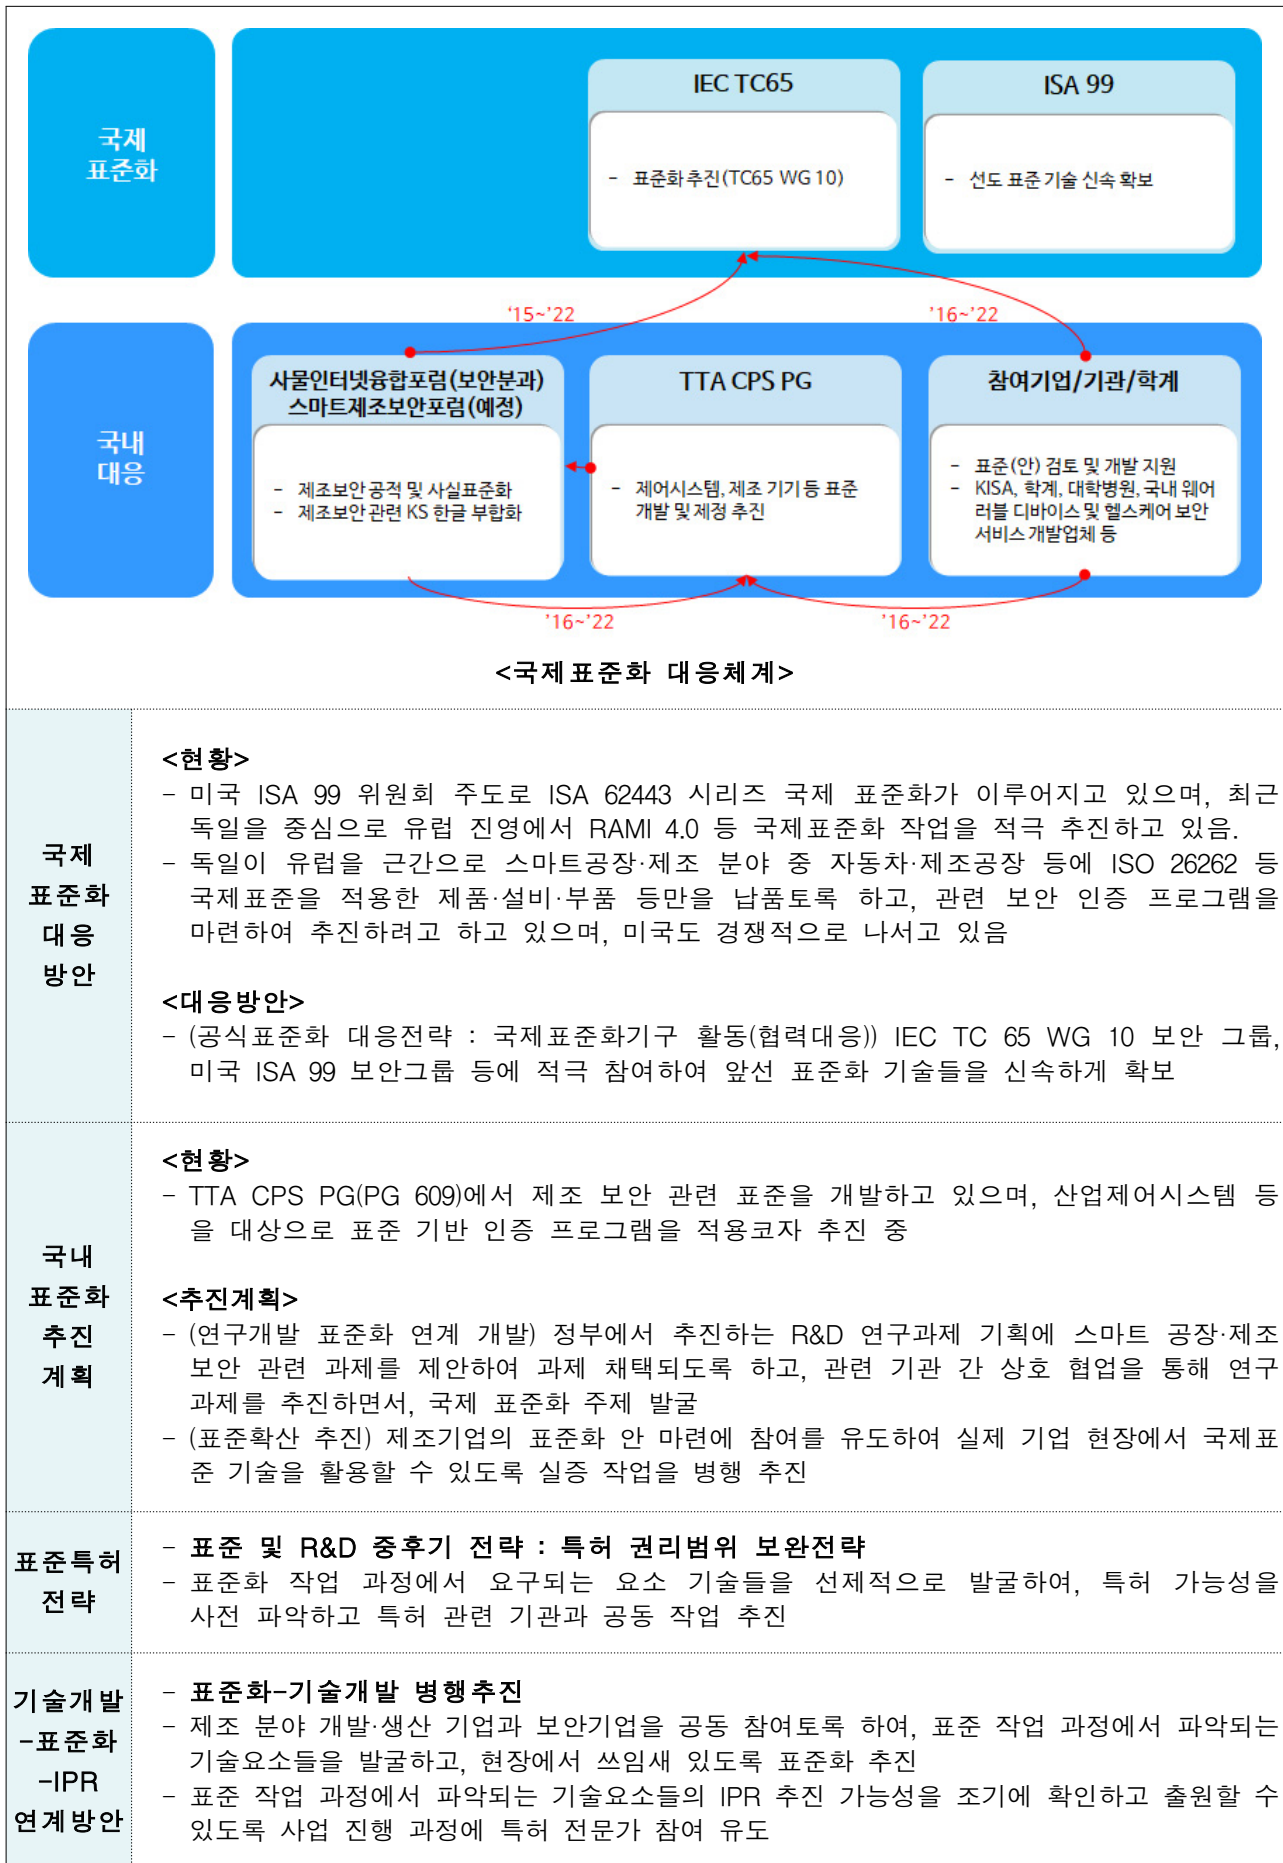 국제
표준화
IEC TC65
- 표준화 추진(TC65 WG 10)
ISA 99
- 선도 표준 기술 신속 확보
'15~'22
'16~'22
국내
대응
사물인터넷융합포럼(보안분과)
스마트제조보안포럼(예정)
- 제조보안 공적 및 사실표준화
- 제조보안 관련 KS 한글 부합화
TTA CPS PG
- 제어시스템, 제조 기기 등 표준
개발 및 제정 추진
참여기업/기관/학계
- 표준(안) 검토 및 개발 지원
- KISA, 학계, 대학병원, 국내 웨어
러블 디바이스 및 헬스케어 보안
서비스 개발업체 등
'16~'22
'16~'22
<국제표준화 대응체계>
국제
표준화
대응
방안
<현황>
- 미국 ISA 99 위원회 주도로 ISA 62443 시리즈 국제 표준화가 이루어지고 있으며, 최근
독일을 중심으로 유럽 진영에서 RAMI 4.0 등 국제표준화 작업을 적극 추진하고 있음.
- 독일이 유럽을 근간으로 스마트공장·제조 분야 중 자동차·제조공장 등에 ISO 26262 등
국제표준을 적용한 제품·설비·부품 등만을 납품토록 하고, 관련 보안 인증 프로그램을
마련하여 추진하려고 하고 있으며, 미국도 경쟁적으로 나서고 있음
<대응방안>
- (공식표준화 대응전략 : 국제표준화기구 활동(협력대응)) IEC TC 65 WG 10 보안 그룹,
미국 ISA 99 보안그룹 등에 적극 참여하여 앞선 표준화 기술들을 신속하게 확보
국내
표준화
추진
계획
<현황>
- TTA CPS PG(PG 609)에서 제조 보안 관련 표준을 개발하고 있으며, 산업제어시스템 등
을 대상으로 표준 기반 인증 프로그램을 적용코자 추진 중
<추진계획>
- (연구개발 표준화 연계 개발) 정부에서 추진하는 R&D 연구과제 기획에 스마트 공장·제조
보안 관련 과제를 제안하여 과제 채택되도록 하고, 관련 기관 간 상호 협업을 통해 연구
과제를 추진하면서, 국제 표준화 주제 발굴
- (표준확산 추진) 제조기업의 표준화 안 마련에 참여를 유도하여 실제 기업 현장에서 국제표
준 기술을 활용할 수 있도록 실증 작업을 병행 추진
표준특허
전략
- 표준 및 R&D 중후기 전략 : 특허 권리범위 보완전략
- 표준화 작업 과정에서 요구되는 요소 기술들을 선제적으로 발굴하여, 특허 가능성을
사전 파악하고 특허 관련 기관과 공동 작업 추진
기술개발
-표준화
-IPR
연계방안
- 표준화-기술개발 병행추진
- 제조 분야 개발·생산 기업과 보안기업을 공동 참여토록 하여, 표준 작업 과정에서 파악되는
기술요소들을 발굴하고, 현장에서 쓰임새 있도록 표준화 추진
- 표준 작업 과정에서 파악되는 기술요소들의 IPR 추진 가능성을 조기에 확인하고 출원할 수
있도록 사업 진행 과정에 특허 전문가 참여 유도